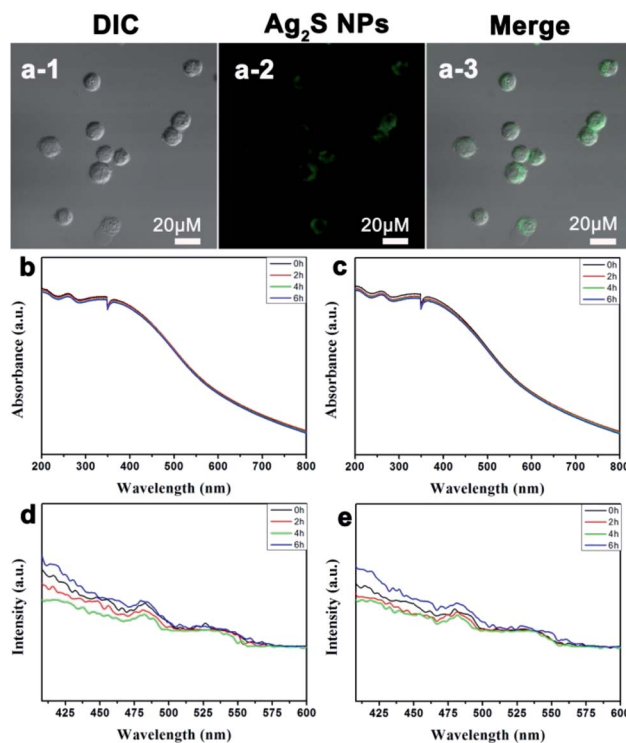 DIC
Ag₂S NPs
Merge
a-1
a-2
a-3
20μM
20μM
20μM
b
c
0h
2h
4h
6h
0h
2h
4h
6h
Absorbance (a.u.)
Absorbance (a.u.)
200 300 400 500 600 700 800
200 300 400 500 600 700 800
Wavelength (nm)
Wavelength (nm)
d
e
0h
2h
4h
6h
0h
2h
4h
6h
Intensity (a.u.)
Intensity (a.u.)
425 450 475 500 525 550 575 600
425 450 475 500 525 550 575 600
Wavelength (nm)
Wavelength (nm)